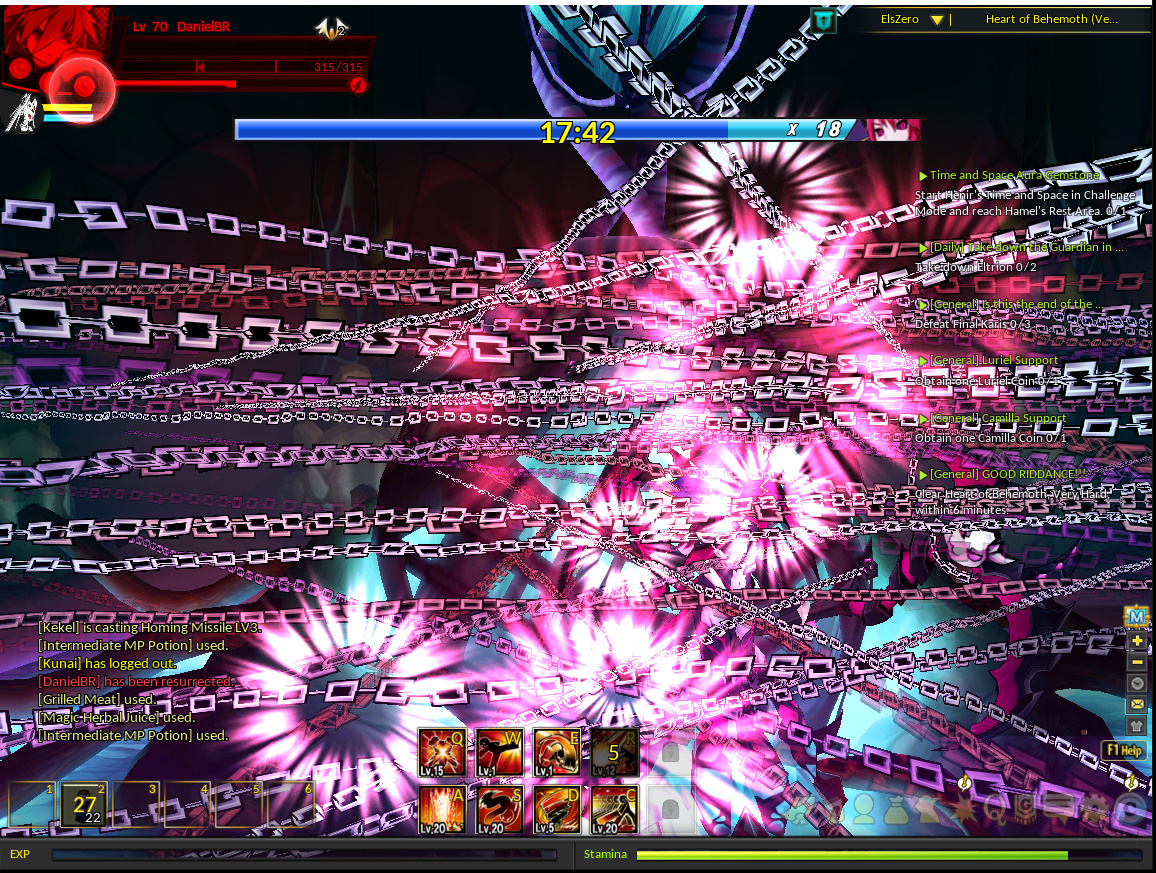 Lv 70 DanielBR
2
ElsZero
Heart of Behemoth (Ve...
315/315
17:42
x 18
Time and Space Aura Gemstone
Start Henir's Time and Space in Challenge
Mode and reach Hamel's Rest Area. 0/1
[Daily] Take down the Guardian in ...
Take down Eltrion 0/2
[General] Is this the end of the ...
Defeat Final Karis 0/3
[General] Luriel Support
Obtain one Luriel Coin 0/1
[General] Camilla Support
Obtain one Camilla Coin 0/1
[General] GOOD RIDDANCE!!!
Clear Heart of Behemoth, Very Hard,
within 6 minutes
[Kekel] is casting Homing Missile LV3.
[Intermediate MP Potion] used.
[Kunai] has logged out.
[DanielBR] has been resurrected.
[Grilled Meat] used.
[Magic Herbal Juice] used.
[Intermediate MP Potion] used.
M
F1 Help
Q W E R
5
Lv.15 Lv.1 Lv.1 Lv.12
1 2 3 4 5 6
27
22
A S D C
Lv.20 Lv.20 Lv.5 Lv.20
EXP
Stamina